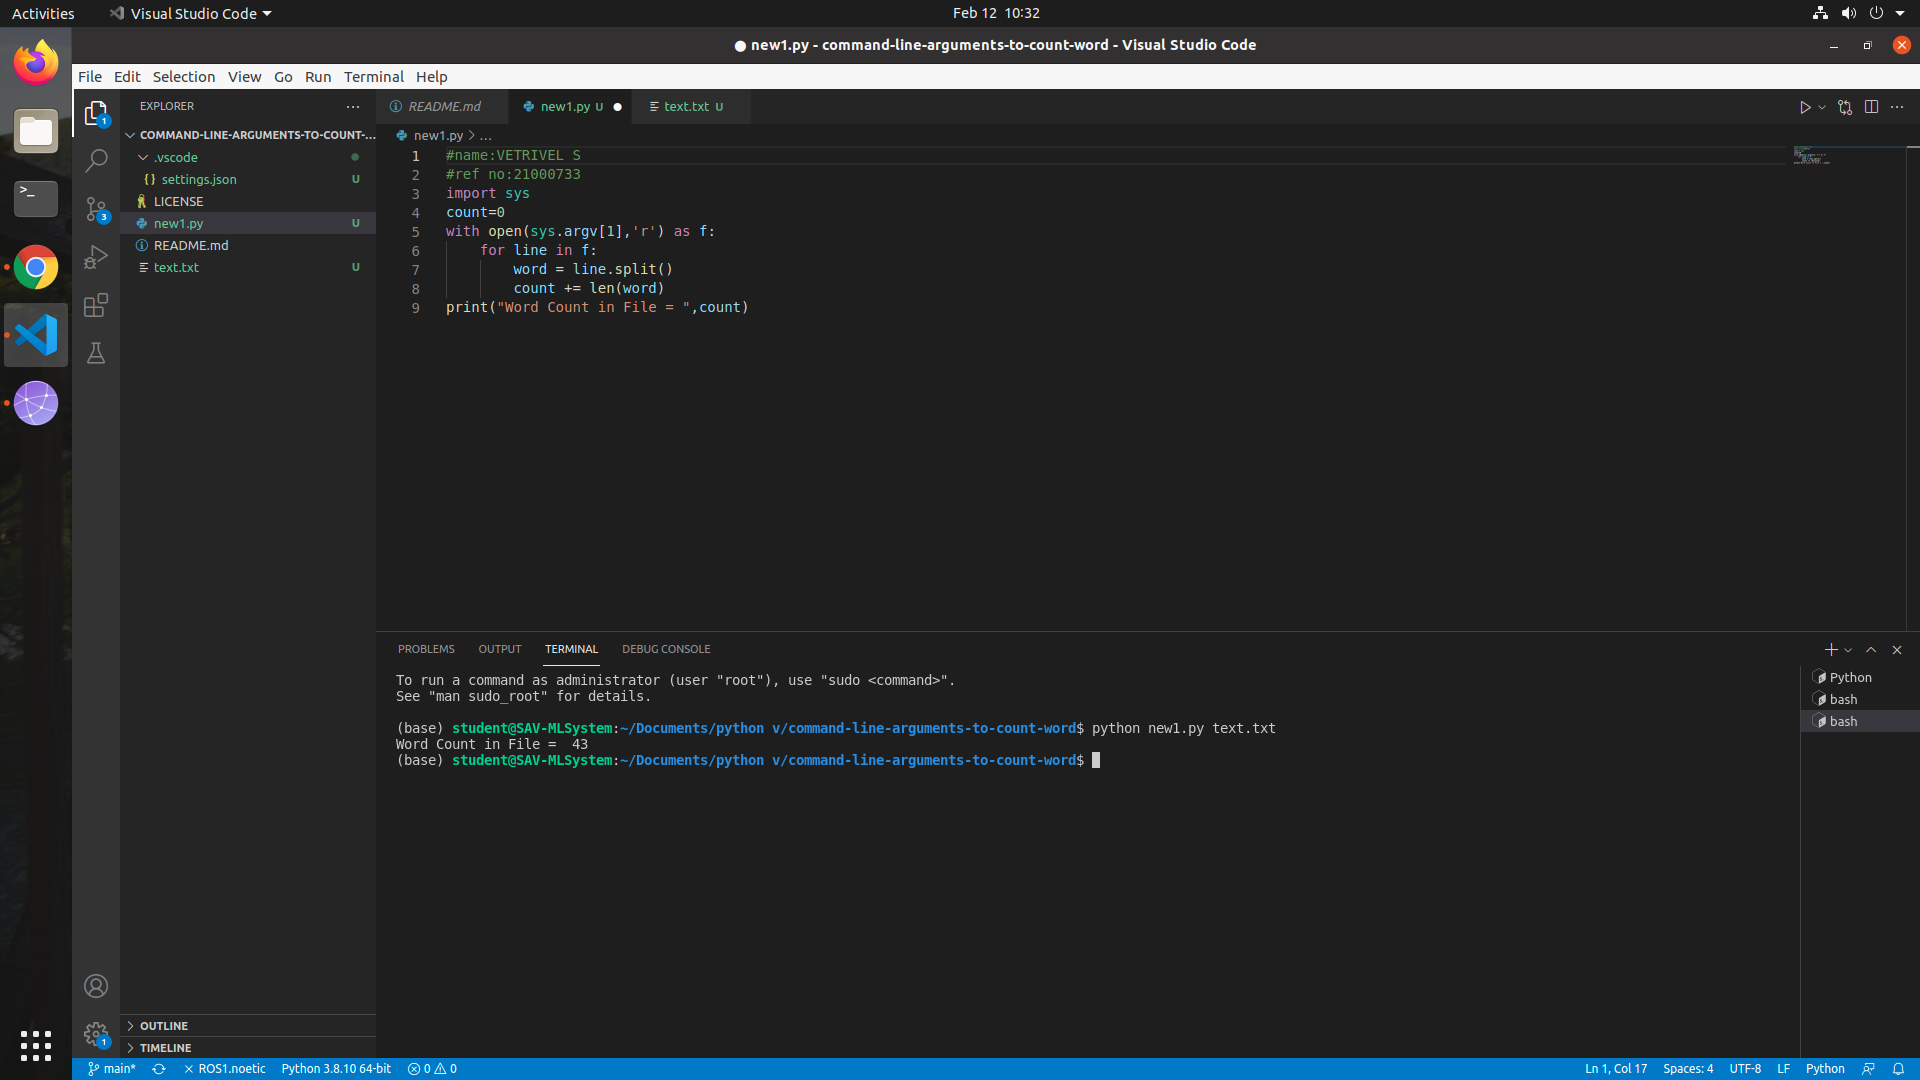 Activities
Visual Studio Code
Feb 12 10:32
● new1.py - command-line-arguments-to-count-word - Visual Studio Code
File Edit Selection View Go Run Terminal Help
EXPLORER
COMMAND-LINE-ARGUMENTS-TO-COUNT-...
.vscode
{} settings.json U
LICENSE
new1.py U
README.md
text.txt U
OUTLINE
TIMELINE
README.md
new1.py U ●
text.txt U
new1.py > ...
1 #name:VETRIVEL S
2 #ref no:21000733
3 import sys
4 count=0
5 with open(sys.argv[1],'r') as f:
6     for line in f:
7         word = line.split()
8         count += len(word)
9 print("Word Count in File = ",count)
PROBLEMS OUTPUT TERMINAL DEBUG CONSOLE
To run a command as administrator (user "root"), use "sudo <command>".
See "man sudo_root" for details.
(base) student@SAV-MLSystem:~/Documents/python v/command-line-arguments-to-count-word$ python new1.py text.txt
Word Count in File =  43
(base) student@SAV-MLSystem:~/Documents/python v/command-line-arguments-to-count-word$
Python
bash
bash
1
3
1
main* ROS1.noetic Python 3.8.10 64-bit 0 0
Ln 1, Col 17 Spaces: 4 UTF-8 LF Python